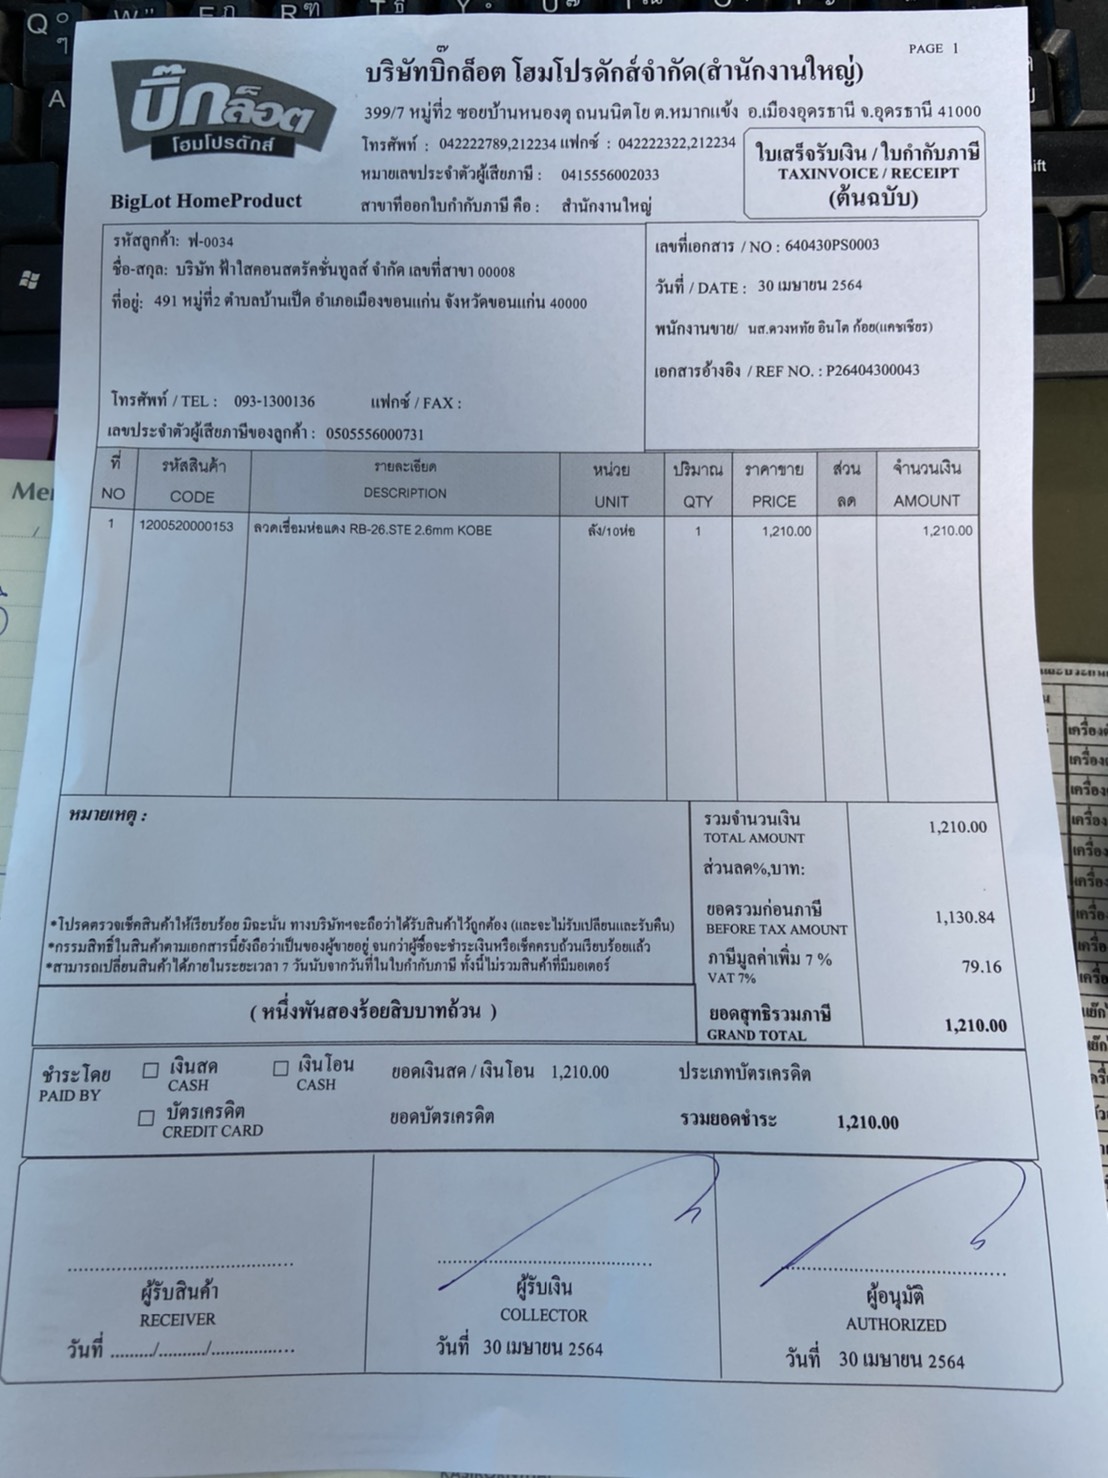 PAGE 1
บิ๊กล็อต
โฮมโปรดักส์
BigLot HomeProduct
บริษัทบิ๊กล็อต โฮมโปรดักส์จำกัด(สำนักงานใหญ่)
399/7 หมู่ที่2 ซอยบ้านหนองตุ ถนนนิตโย ต.หมากแข้ง อ.เมืองอุดรธานี จ.อุดรธานี 41000
โทรศัพท์ : 042222789,212234 แฟกซ์ : 042222322,212234
หมายเลขประจำตัวผู้เสียภาษี : 0415556002033
สาขาที่ออกใบกำกับภาษี คือ : สำนักงานใหญ่
ใบเสร็จรับเงิน / ใบกำกับภาษี
TAXINVOICE / RECEIPT
(ต้นฉบับ)
รหัสลูกค้า: ฟ-0034
ชื่อ-สกุล: บริษัท ฟ้าใสคอนสตรัคชั่นทูลส์ จำกัด เลขที่สาขา 00008
ที่อยู่: 491 หมู่ที่2 ตำบลบ้านเป็ด อำเภอเมืองขอนแก่น จังหวัดขอนแก่น 40000
โทรศัพท์ / TEL : 093-1300136 แฟกซ์ / FAX :
เลขประจำตัวผู้เสียภาษีของลูกค้า : 0505556000731
เลขที่เอกสาร / NO : 640430PS0003
วันที่ / DATE : 30 เมษายน 2564
พนักงานขาย/ นส.ดวงหทัย อินโต ก้อย(แคชเชียร)
เอกสารอ้างอิง / REF NO. : P26404300043
ที่ รหัสสินค้า รายละเอียด หน่วย ปริมาณ ราคาขาย ส่วน จำนวนเงิน
NO CODE DESCRIPTION UNIT QTY PRICE ลด AMOUNT
1 1200520000153 ลวดเชื่อมห่อแดง RB-26.STE 2.6mm KOBE ลัง/10ห่อ 1 1,210.00 1,210.00
หมายเหตุ :
*โปรดตรวจเช็คสินค้าให้เรียบร้อย มิฉะนั่น ทางบริษัทฯจะถือว่าได้รับสินค้าไว้ถูกต้อง (และจะไม่รับเปลี่ยนและรับคืน)
*กรรมสิทธิ์ในสินค้าตามเอกสารนี้ยังถือว่าเป็นของผู้ขายอยู่ จนกว่าผู้ซื้อจะชำระเงินหรือเช็คครบถ้วนเรียบร้อยแล้ว
*สามารถเปลี่ยนสินค้าได้ภายในระยะเวลา 7 วันนับจากวันที่ในใบกำกับภาษี ทั้งนี้ไม่รวมสินค้าที่มีมอเตอร์
รวมจำนวนเงิน 1,210.00
TOTAL AMOUNT
ส่วนลด%,บาท:
ยอดรวมก่อนภาษี 1,130.84
BEFORE TAX AMOUNT
ภาษีมูลค่าเพิ่ม 7 % 79.16
VAT 7%
ยอดสุทธิรวมภาษี 1,210.00
GRAND TOTAL
( หนึ่งพันสองร้อยสิบบาทถ้วน )
ชำระโดย เงินสด เงินโอน ยอดเงินสด / เงินโอน 1,210.00 ประเภทบัตรเครดิต
PAID BY CASH CASH
บัตรเครดิต ยอดบัตรเครดิต รวมยอดชำระ 1,210.00
CREDIT CARD
ผู้รับสินค้า ผู้รับเงิน ผู้อนุมัติ
RECEIVER COLLECTOR AUTHORIZED
วันที่ ........./........../.................. วันที่ 30 เมษายน 2564 วันที่ 30 เมษายน 2564